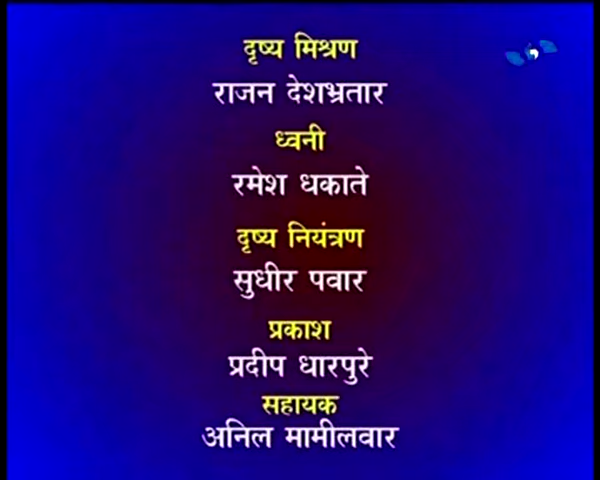 दृष्य मिश्रण
राजन देशभ्रतार
ध्वनी
रमेश धकाते
दृष्य नियंत्रण
सुधीर पवार
प्रकाश
प्रदीप धारपुरे
सहायक
अनिल मामीलवार